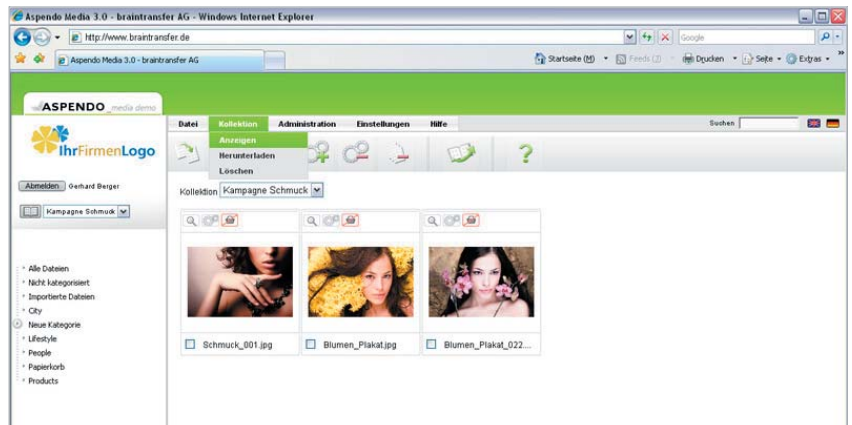 Aspendo Media 3.0 - braintransfer AG - Windows Internet Explorer
http://www.braintransfer.de
Google
Aspendo Media 3.0 - braintransfer AG
Startseite (M)
Feeds (J)
Drucken
Seite
Extras
ASPENDO_media demo
Datei Kollektion Administration Einstellungen Hilfe
Suchen
Anzeigen
Herunterladen
Löschen
IhrFirmenLogo
Abmelden Gerhard Berger
Kampagne Schmuck
Kollektion Kampagne Schmuck
Alle Dateien
Nicht kategorisiert
Importierte Dateien
City
Neue Kategorie
Lifestyle
People
Papierkorb
Products
Schmuck_001.jpg
Blumen_Plakat.jpg
Blumen_Plakat_022....